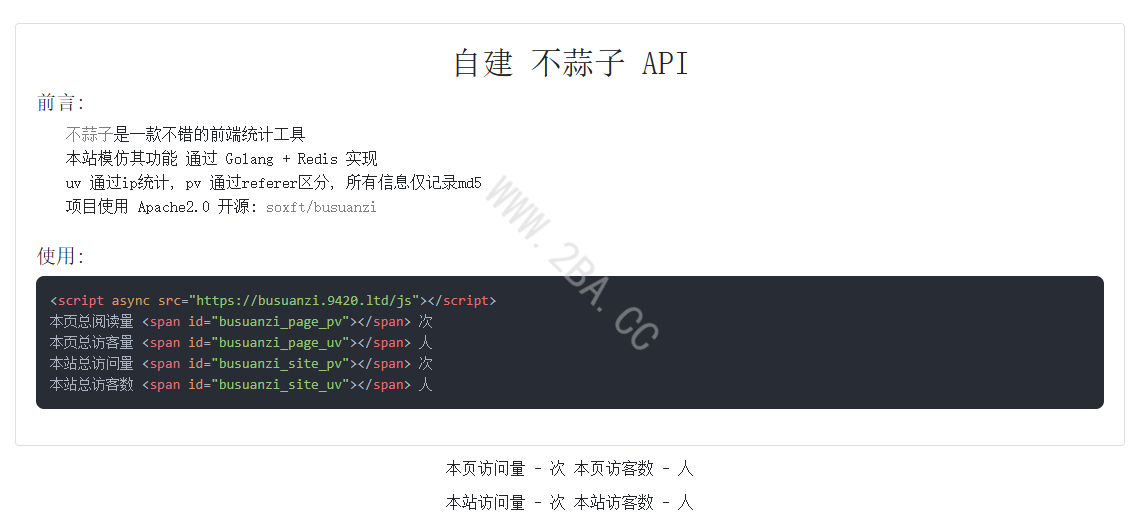 自建 不蒜子 API
前言:
不蒜子是一款不错的前端统计工具
本站模仿其功能 通过 Golang + Redis 实现
uv 通过ip统计, pv 通过referer区分, 所有信息仅记录md5
项目使用 Apache2.0 开源: soxft/busuanzi
WWW.2BA.CC
使用:
<script async src="https://busuanzi.9420.ltd/js"></script>
本页总阅读量 <span id="busuanzi_page_pv"></span> 次
本页总访客量 <span id="busuanzi_page_uv"></span> 人
本站总访问量 <span id="busuanzi_site_pv"></span> 次
本站总访客数 <span id="busuanzi_site_uv"></span> 人
本页访问量 - 次 本页访客数 - 人
本站访问量 - 次 本站访客数 - 人